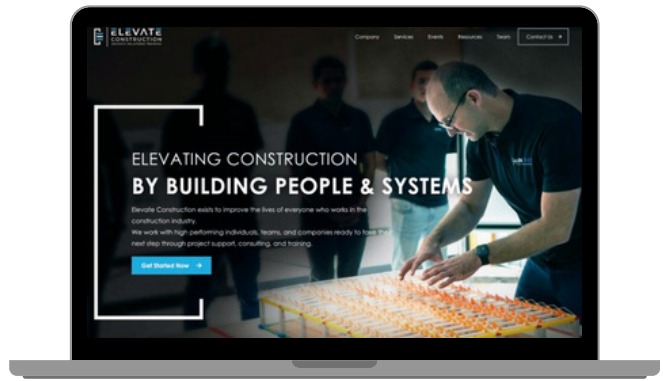 ELEVATE
CONSTRUCTION
Company Services Events Resources Team Contact Us
ELEVATING CONSTRUCTION
BY BUILDING PEOPLE & SYSTEMS
Elevate Construction exists to improve the lives of everyone who works in the
construction industry.
We work with high performing individuals, teams, and companies ready to take their
next step through project support, consulting, and training.
Get Started Now